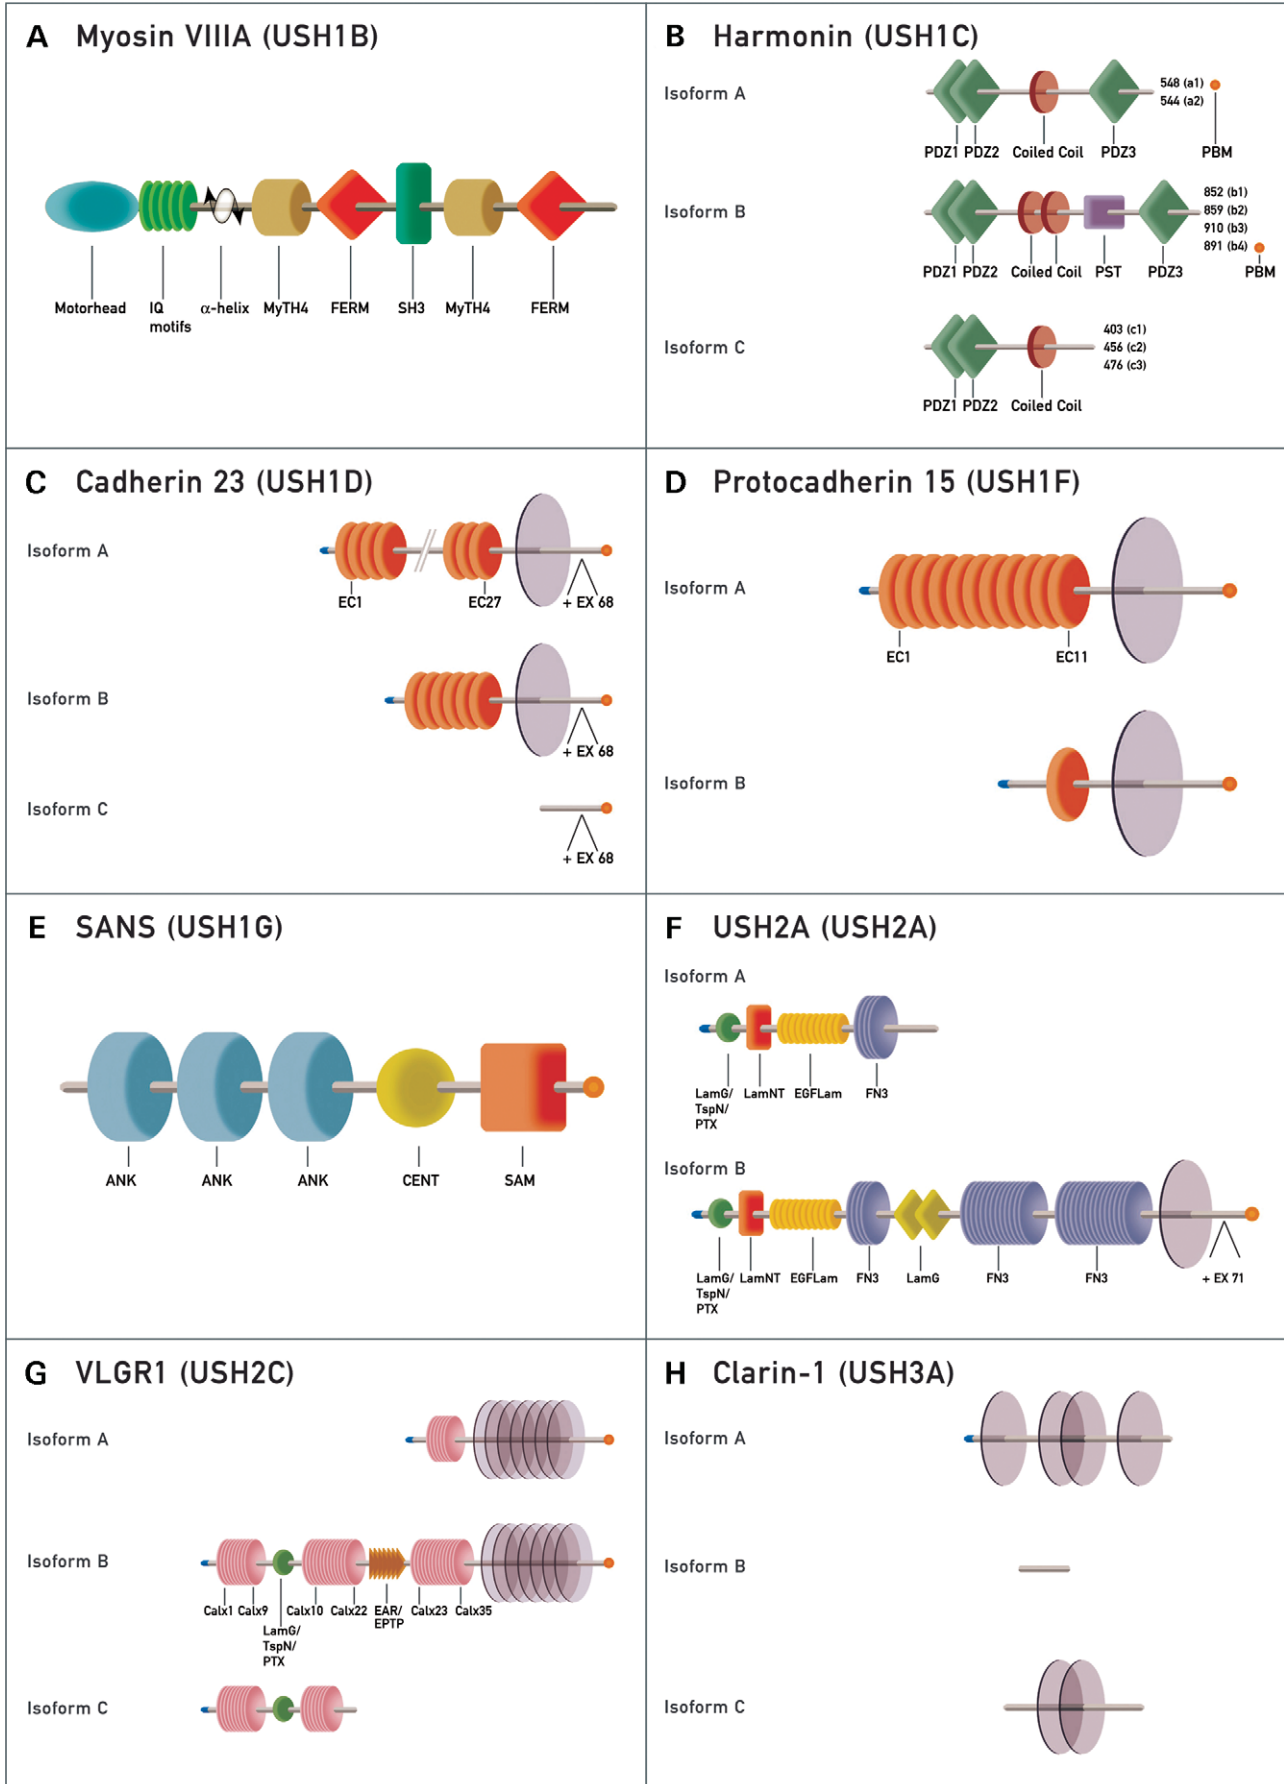 A Myosin VIIIA (USH1B)
Motorhead
IQ
motifs
α-helix
MyTH4
FERM
SH3
MyTH4
FERM
B Harmonin (USH1C)
Isoform A
548 (a1)
544 (a2)
PDZ1 PDZ2 Coiled Coil PDZ3 PBM
Isoform B
852 (b1)
859 (b2)
910 (b3)
891 (b4)
PDZ1 PDZ2 Coiled Coil PST PDZ3 PBM
Isoform C
403 (c1)
456 (c2)
476 (c3)
PDZ1 PDZ2 Coiled Coil
C Cadherin 23 (USH1D)
Isoform A
EC1 EC27 + EX 68
Isoform B
+ EX 68
Isoform C
+ EX 68
D Protocadherin 15 (USH1F)
Isoform A
EC1 EC11
Isoform B
E SANS (USH1G)
ANK ANK ANK CENT SAM
F USH2A (USH2A)
Isoform A
LamG/
TspN/
PTX
LamNT EGFLam FN3
Isoform B
LamG/
TspN/
PTX
LamNT EGFLam FN3 LamG FN3 FN3 + EX 71
G VLGR1 (USH2C)
Isoform A
Isoform B
Calx1 Calx9
LamG/
TspN/
PTX
Calx10 Calx22
EAR/
EPTP
Calx23 Calx35
Isoform C
H Clarin-1 (USH3A)
Isoform A
Isoform B
Isoform C